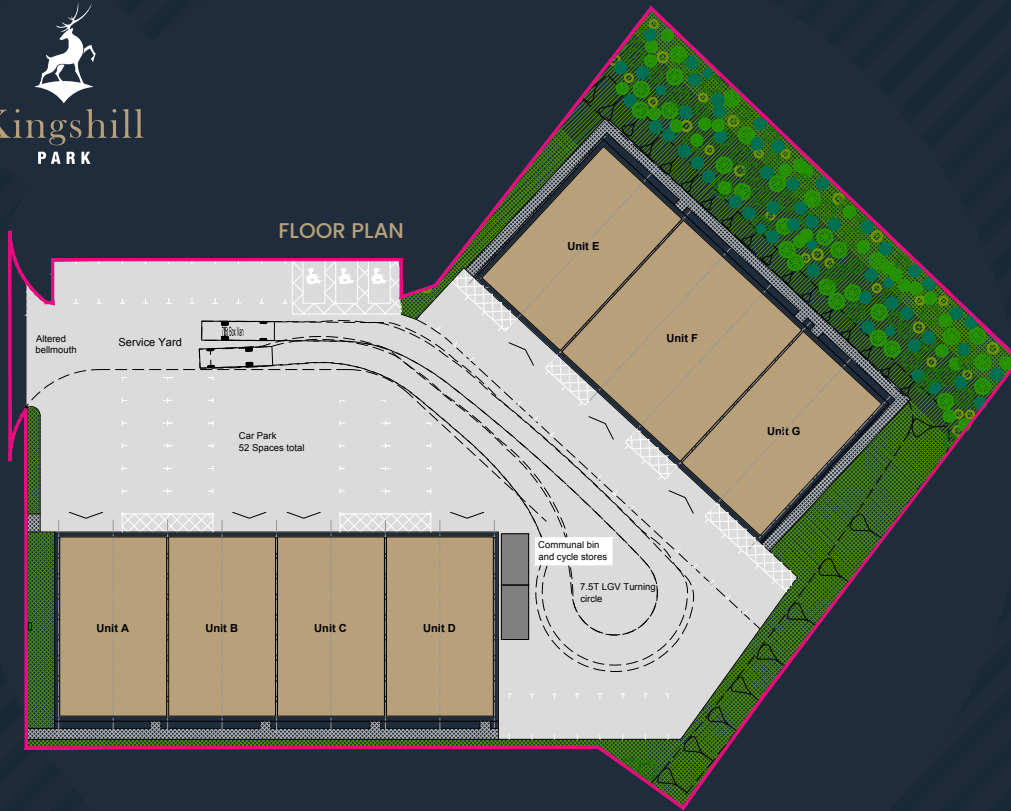 Kingshill
PARK
FLOOR PLAN
Unit E
Unit F
Unit G
Altered
bellmouth
Service Yard
Car Park
52 Spaces total
Communal bin
and cycle stores
7.5T LGV Turning
circle
Unit A
Unit B
Unit C
Unit D